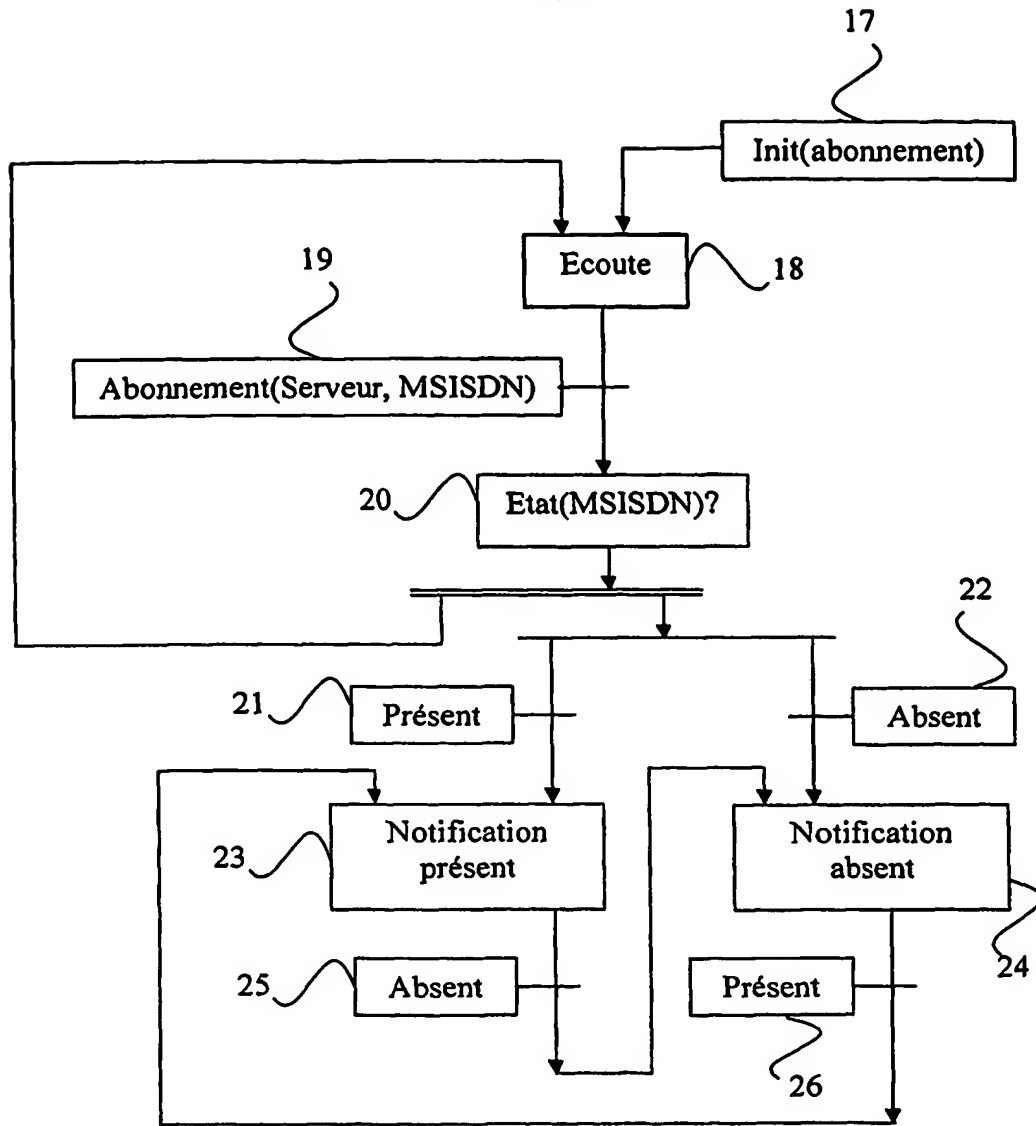 17
Init(abonnement)
Ecoute
18
19
Abonnement(Serveur, MSISDN)
20
Etat(MSISDN)?
22
21
Présent
Absent
23
Notification
présent
Notification
absent
24
25
Absent
Présent
26